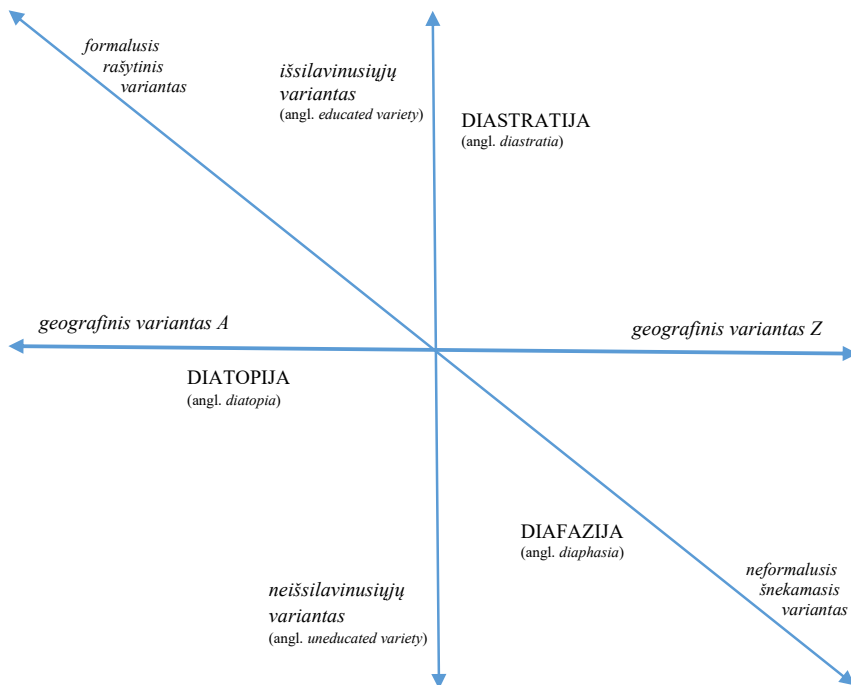 formalusis
rašytinis
variantas
išsilavinusiųjų
variantas
(angl. educated variety)
DIASTRATIJA
(angl. diastratia)
geografinis variantas A
geografinis variantas Z
DIATOPIJA
(angl. diatopia)
DIAFAZIJA
(angl. diaphasia)
neišsilavinusiųjų
variantas
(angl. uneducated variety)
neformalusis
šnekamasis
variantas